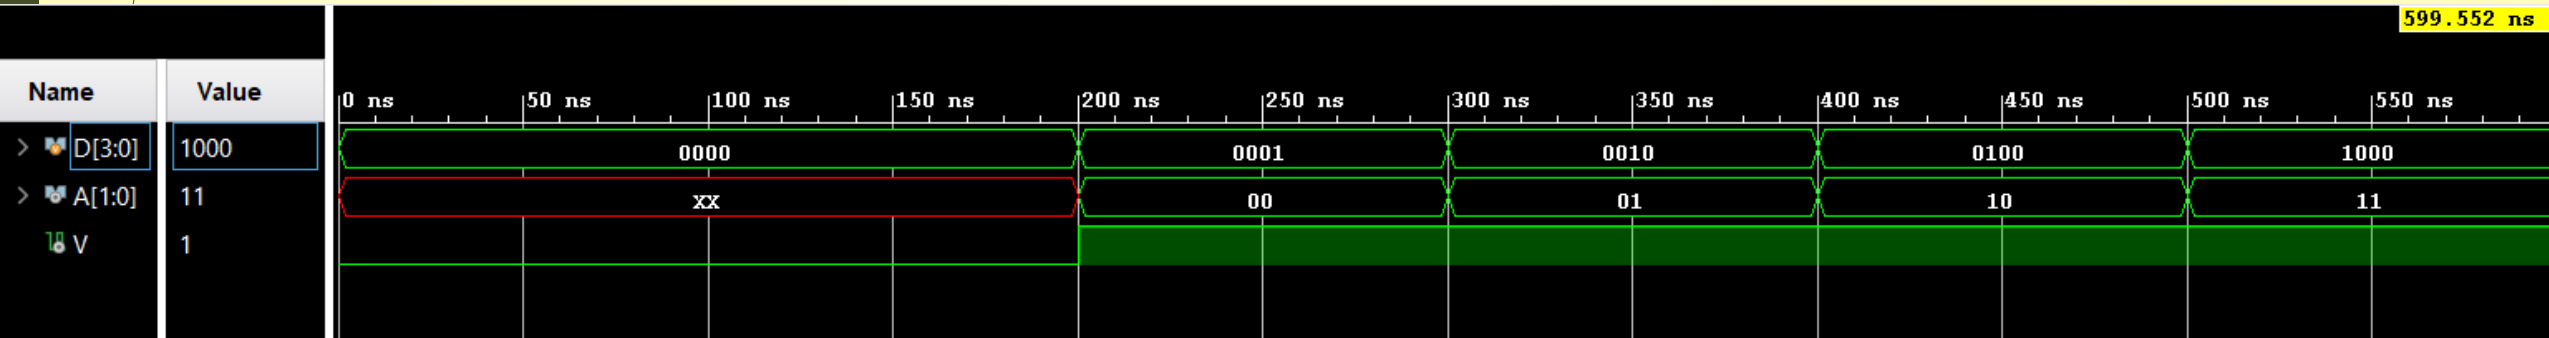 599.552 ns
Name Value
0 ns 50 ns 100 ns 150 ns 200 ns 250 ns 300 ns 350 ns 400 ns 450 ns 500 ns 550 ns
D[3:0] 1000 0000 0001 0010 0100 1000
A[1:0] 11 XX 00 01 10 11
V 1